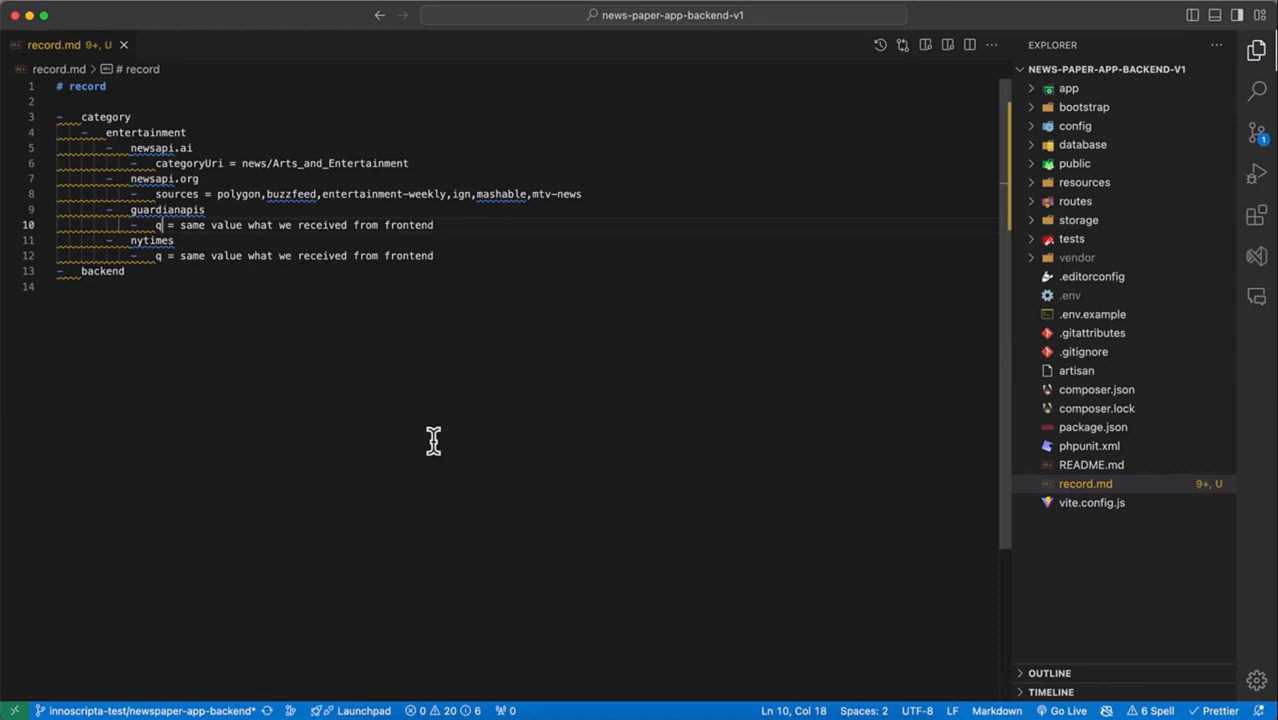 news-paper-app-backend-v1
record.md 9+, U
EXPLORER
record.md > # record
NEWS-PAPER-APP-BACKEND-V1
1 # record
2
3 - category
4 - entertainment
5 - newsapi.ai
6 - categoryUri = news/Arts_and_Entertainment
7 - newsapi.org
8 - sources = polygon,buzzfeed,entertainment-weekly,ign,mashable,mtv-news
9 - guardianapis
10 - q = same value what we received from frontend
11 - nytimes
12 - q = same value what we received from frontend
13 - backend
14
app
bootstrap
config
database
public
resources
routes
storage
tests
vendor
.editorconfig
.env
.env.example
.gitattributes
.gitignore
artisan
composer.json
composer.lock
package.json
phpunit.xml
README.md
record.md 9+, U
vite.config.js
1
OUTLINE
TIMELINE
innoscripta-test/newspaper-app-backend* Launchpad 0 20 6 0 Ln 10, Col 18 Spaces: 2 UTF-8 LF Markdown Go Live 6 Spell Prettier